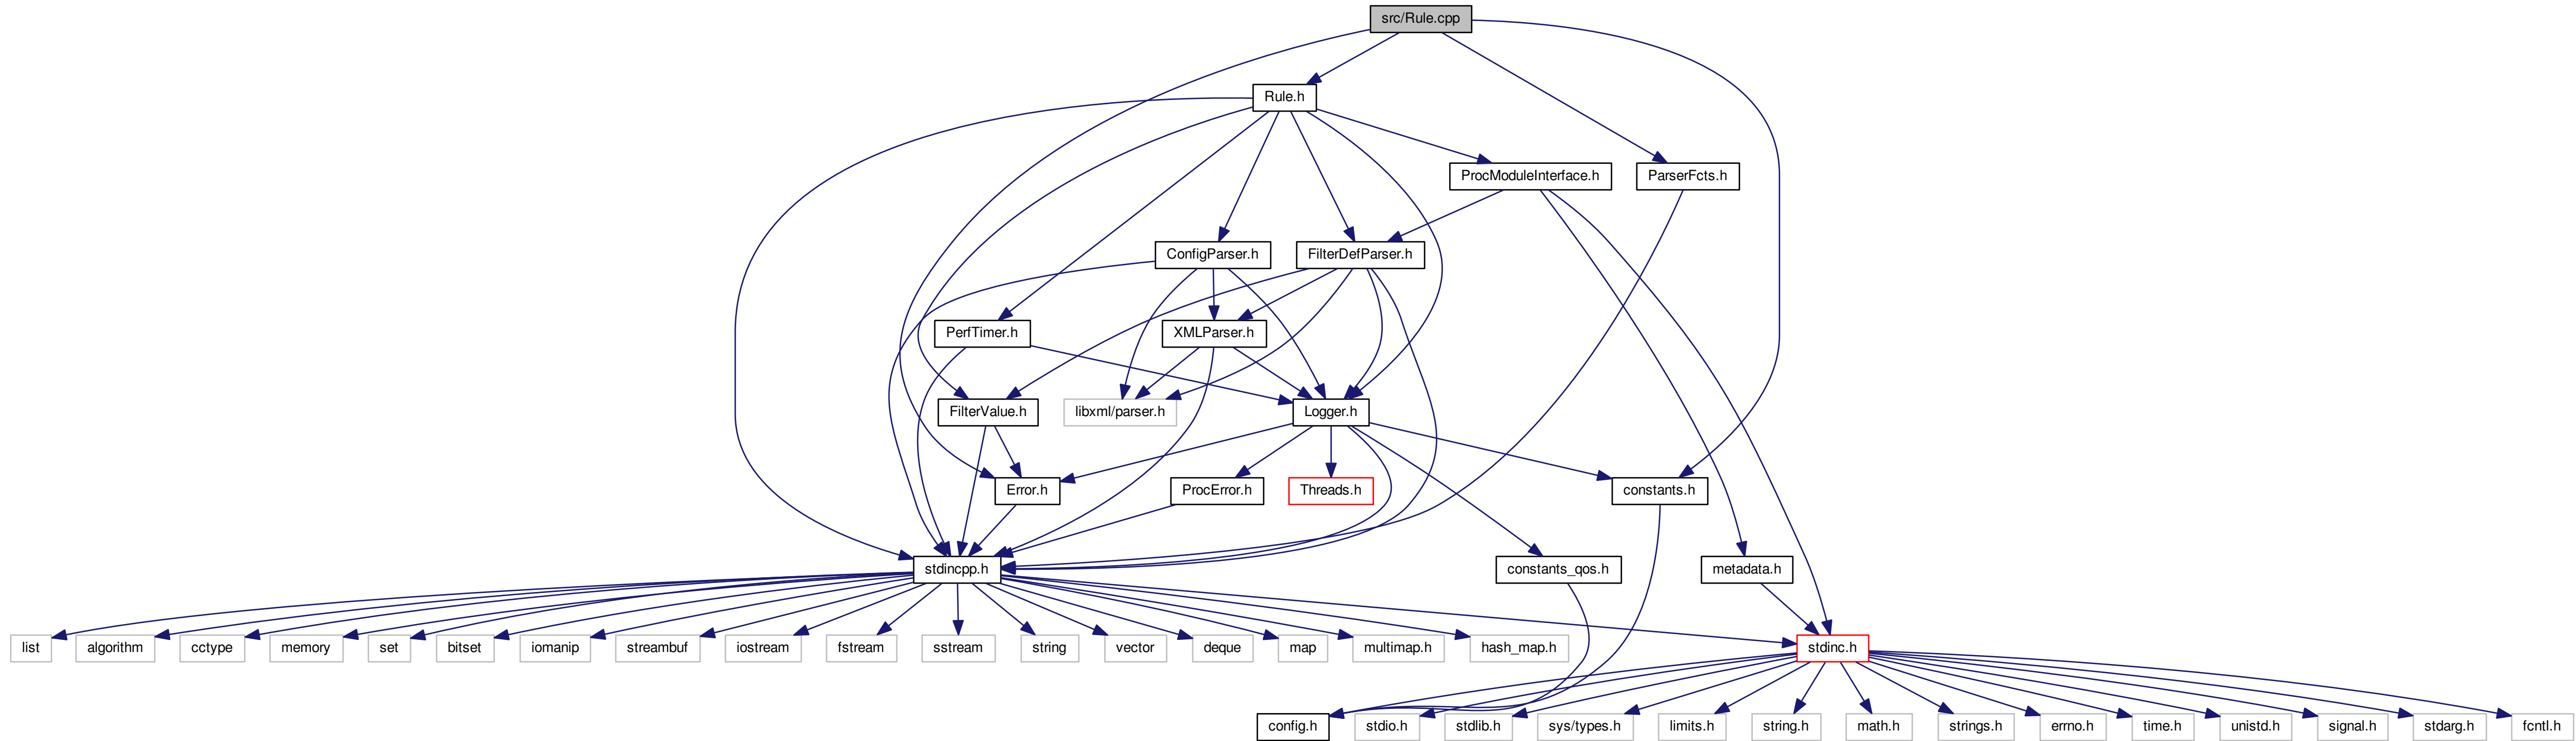 src/Rule.cpp
Rule.h
ProcModuleInterface.h
ParserFcts.h
ConfigParser.h
FilterDefParser.h
PerfTimer.h
XMLParser.h
FilterValue.h
libxml/parser.h
Logger.h
Error.h
ProcError.h
Threads.h
constants.h
stdincpp.h
constants_qos.h
metadata.h
list
algorithm
cctype
memory
set
bitset
iomanip
streambuf
iostream
fstream
sstream
string
vector
deque
map
multimap.h
hash_map.h
stdinc.h
config.h
stdio.h
stdlib.h
sys/types.h
limits.h
string.h
math.h
strings.h
errno.h
time.h
unistd.h
signal.h
stdarg.h
fcntl.h